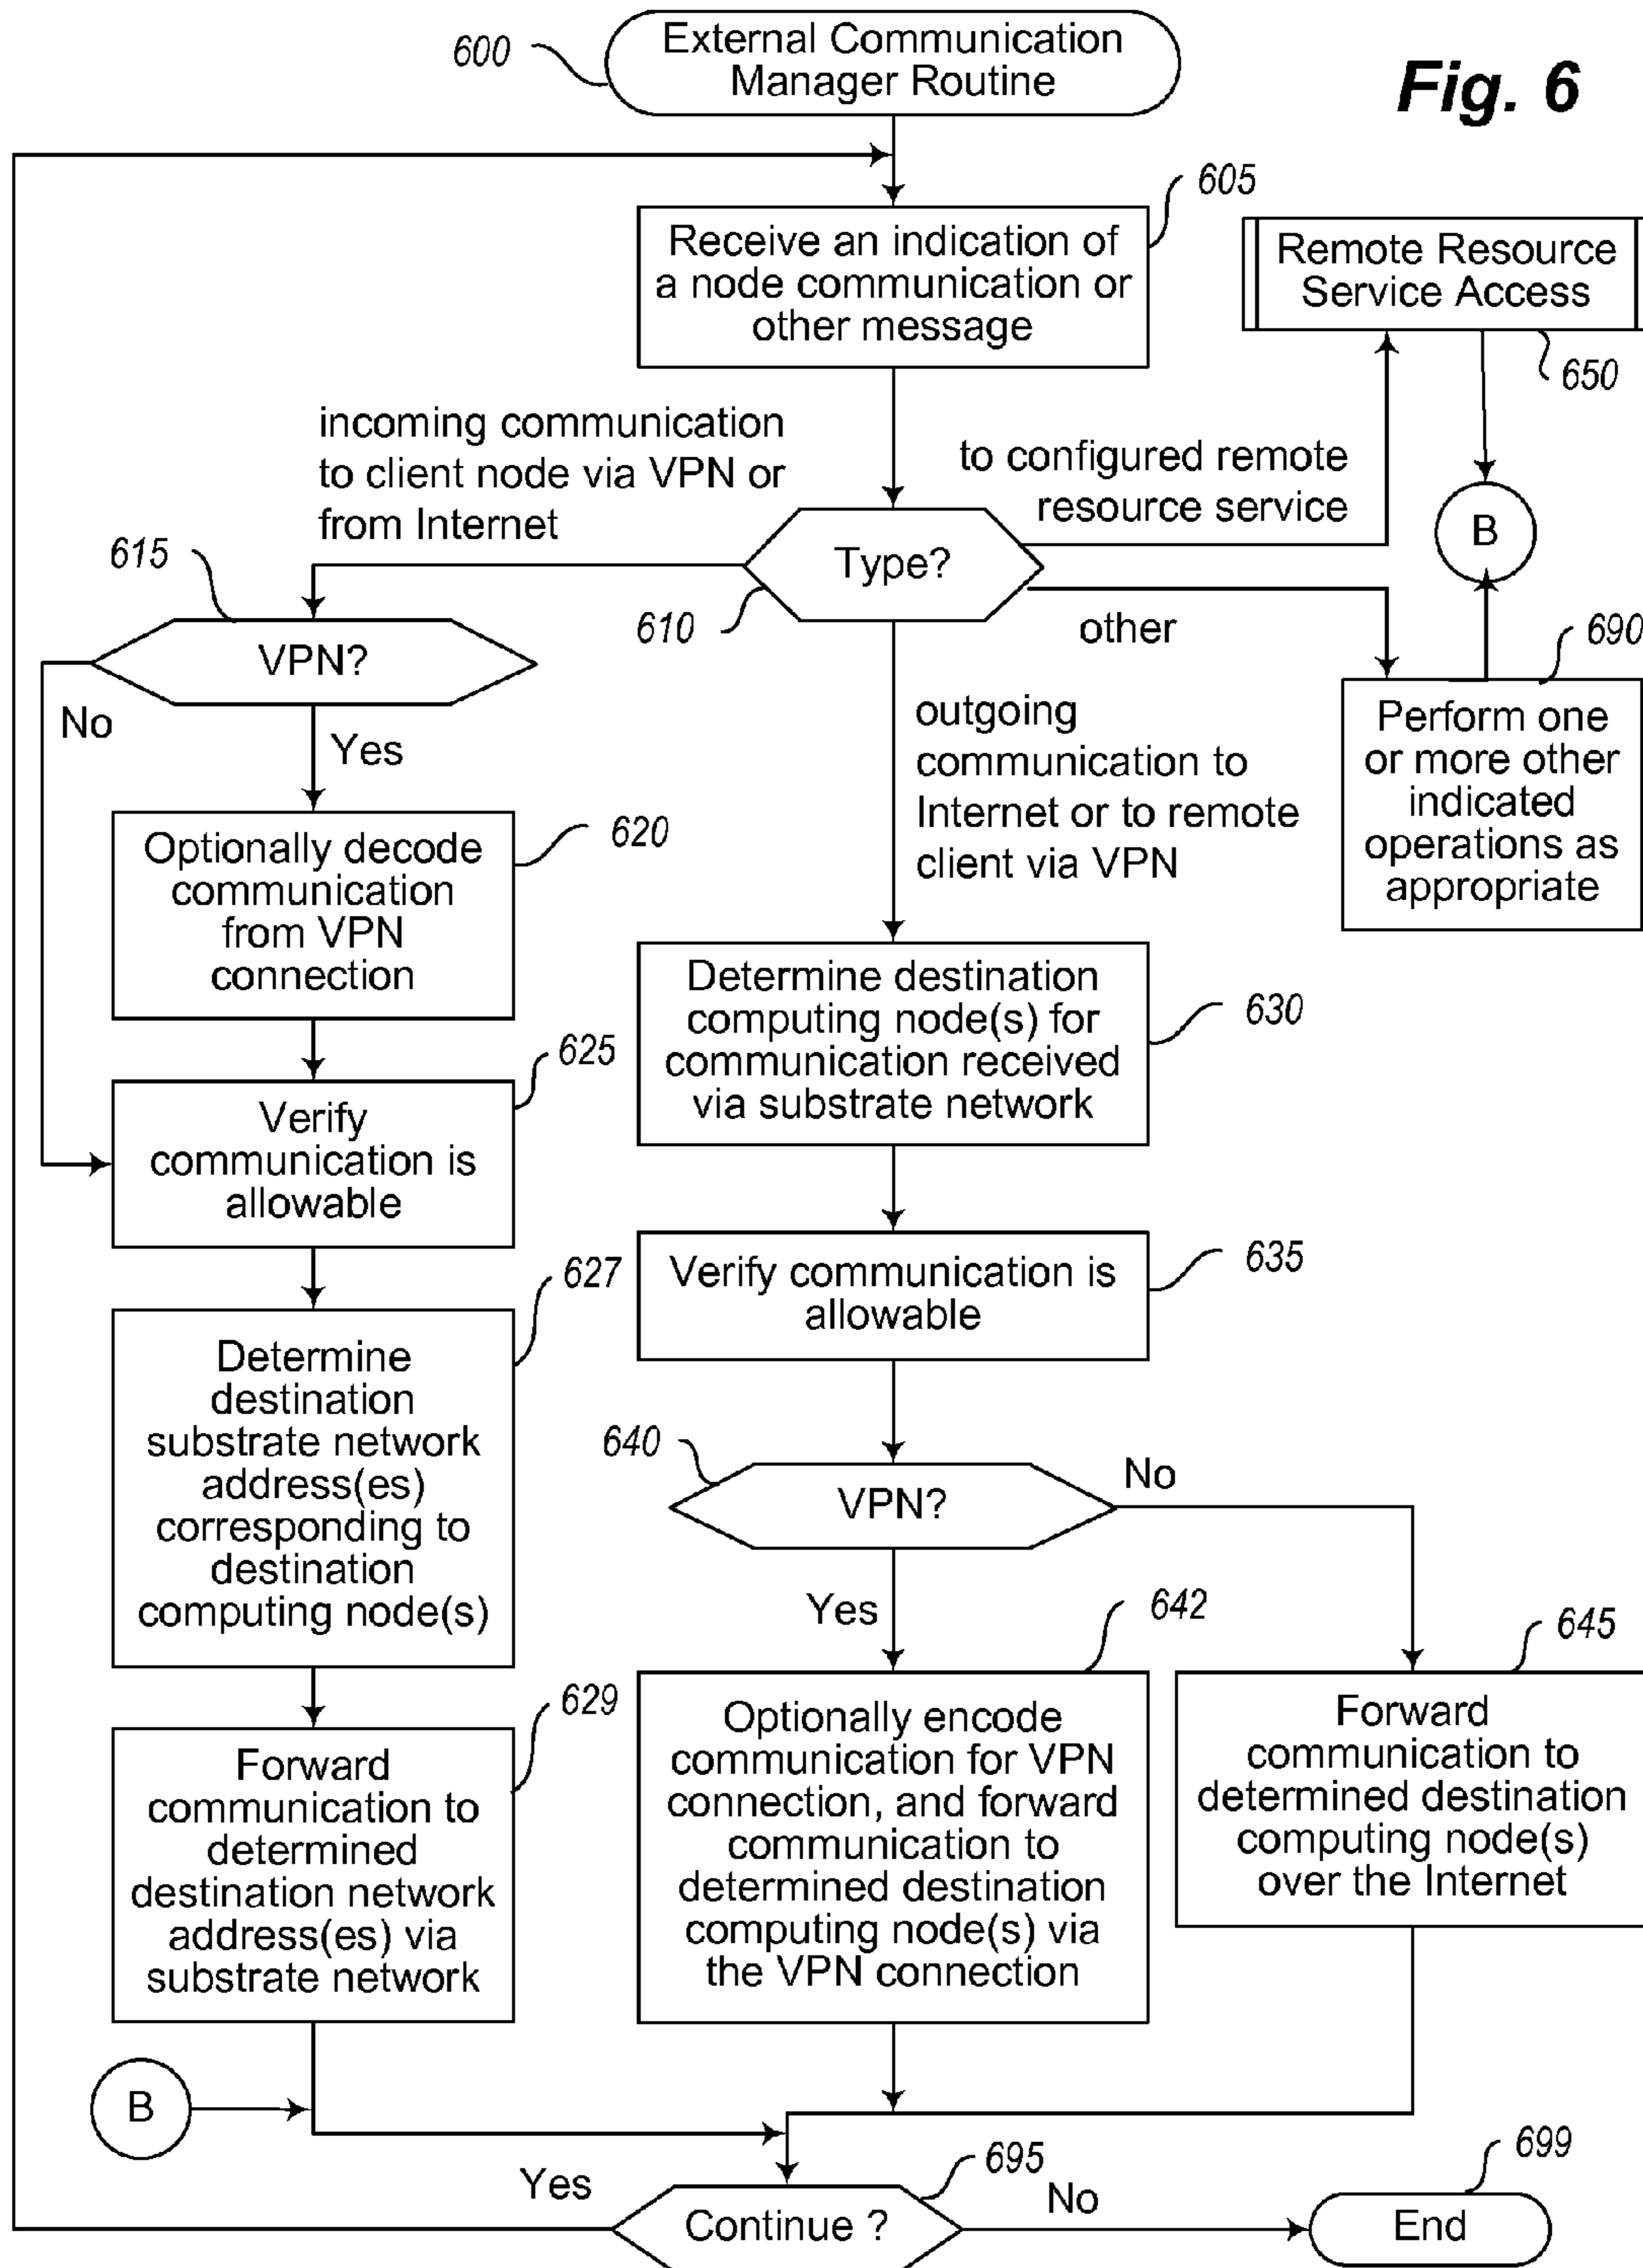 External Communication
Manager Routine
600
Fig. 6
605
Receive an indication of
a node communication or
other message
Remote Resource
Service Access
650
incoming communication
to client node via VPN or
from Internet
to configured remote
resource service
B
Type?
610
other
615
VPN?
No
Yes
690
Perform one
or more other
indicated
operations as
appropriate
outgoing
communication to
Internet or to remote
client via VPN
Optionally decode
communication
from VPN
connection
620
Determine destination
computing node(s) for
communication received
via substrate network
630
625
Verify
communication is
allowable
Verify communication is
allowable
635
627
Determine
destination
substrate network
address(es)
corresponding to
destination
computing node(s)
640
VPN?
No
Yes
642
645
629
Forward
communication to
determined
destination network
address(es) via
substrate network
Optionally encode
communication for VPN
connection, and forward
communication to
determined destination
computing node(s) via
the VPN connection
Forward
communication to
determined destination
computing node(s)
over the Internet
B
Yes
695
Continue ?
No
699
End